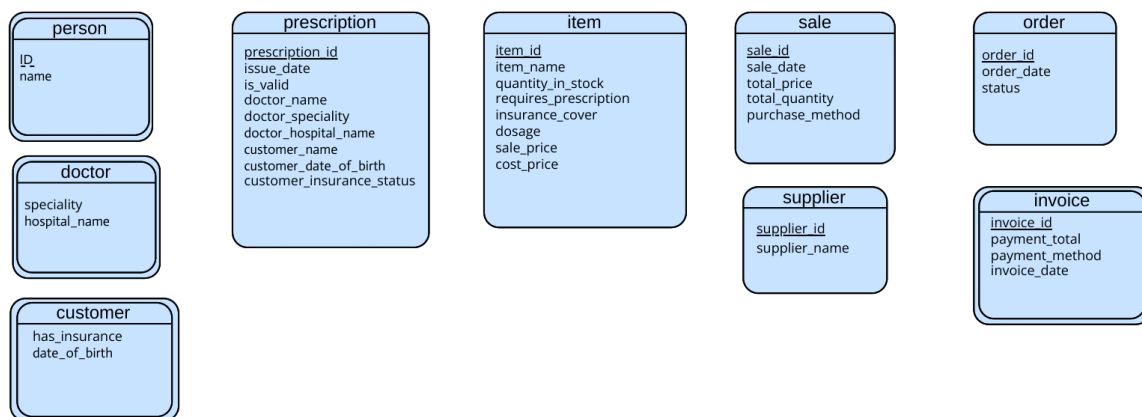 person
ID
name
doctor
speciality
hospital_name
customer
has_insurance
date_of_birth
prescription
prescription_id
issue_date
is_valid
doctor_name
doctor_speciality
doctor_hospital_name
customer_name
customer_date_of_birth
customer_insurance_status
item
item_id
item_name
quantity_in_stock
requires_prescription
insurance_cover
dosage
sale_price
cost_price
sale
sale_id
sale_date
total_price
total_quantity
purchase_method
supplier
supplier_id
supplier_name
order
order_id
order_date
status
invoice
invoice_id
payment_total
payment_method
invoice_date